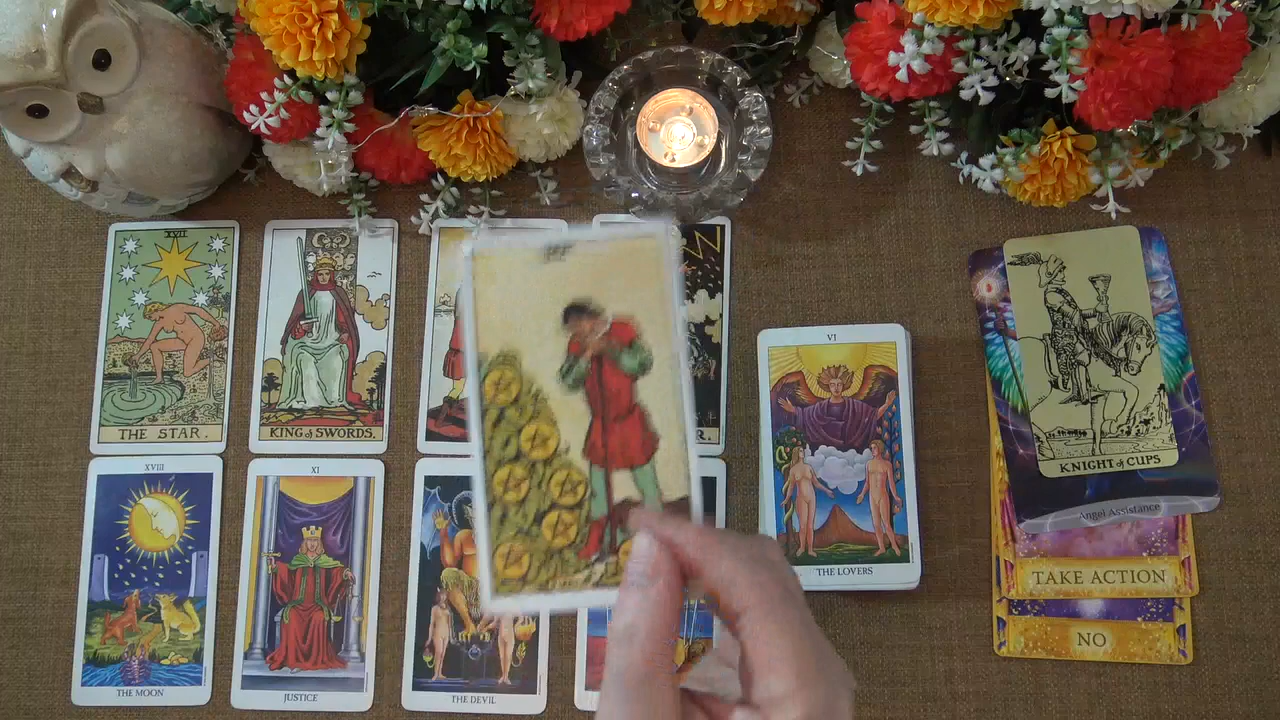 XVII
THE STAR.
KING of SWORDS.
R.
VI
THE LOVERS
KNIGHT of CUPS
Angel Assistance
TAKE ACTION
NO
XVIII
THE MOON
XI
JUSTICE
THE DEVIL